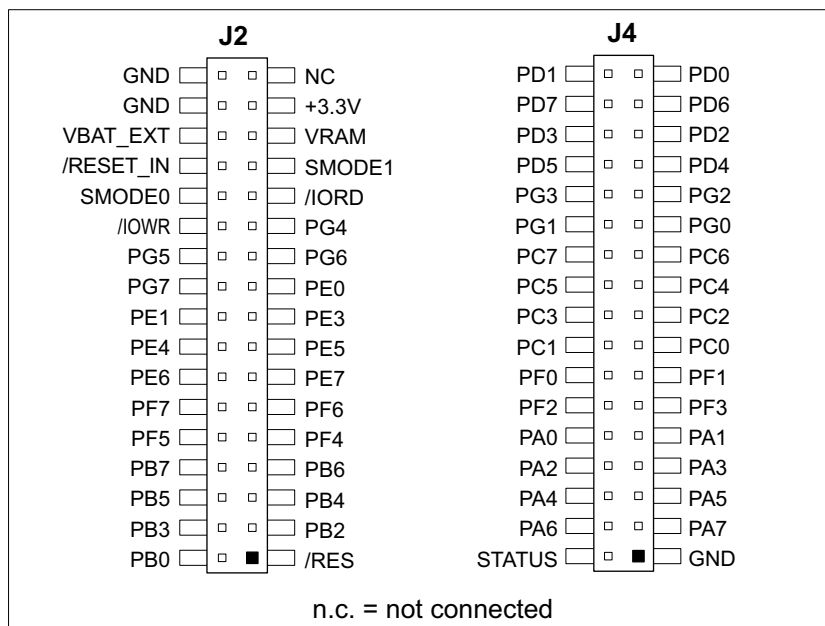 J2
GND NC
GND +3.3V
VBAT_EXT VRAM
/RESET_IN SMODE1
SMODE0 /IORD
/IOWR PG4
PG5 PG6
PG7 PE0
PE1 PE3
PE4 PE5
PE6 PE7
PF7 PF6
PF5 PF4
PB7 PB6
PB5 PB4
PB3 PB2
PB0 /RES
J4
PD1 PD0
PD7 PD6
PD3 PD2
PD5 PD4
PG3 PG2
PG1 PG0
PC7 PC6
PC5 PC4
PC3 PC2
PC1 PC0
PF0 PF1
PF2 PF3
PA0 PA1
PA2 PA3
PA4 PA5
PA6 PA7
STATUS GND
n.c. = not connected